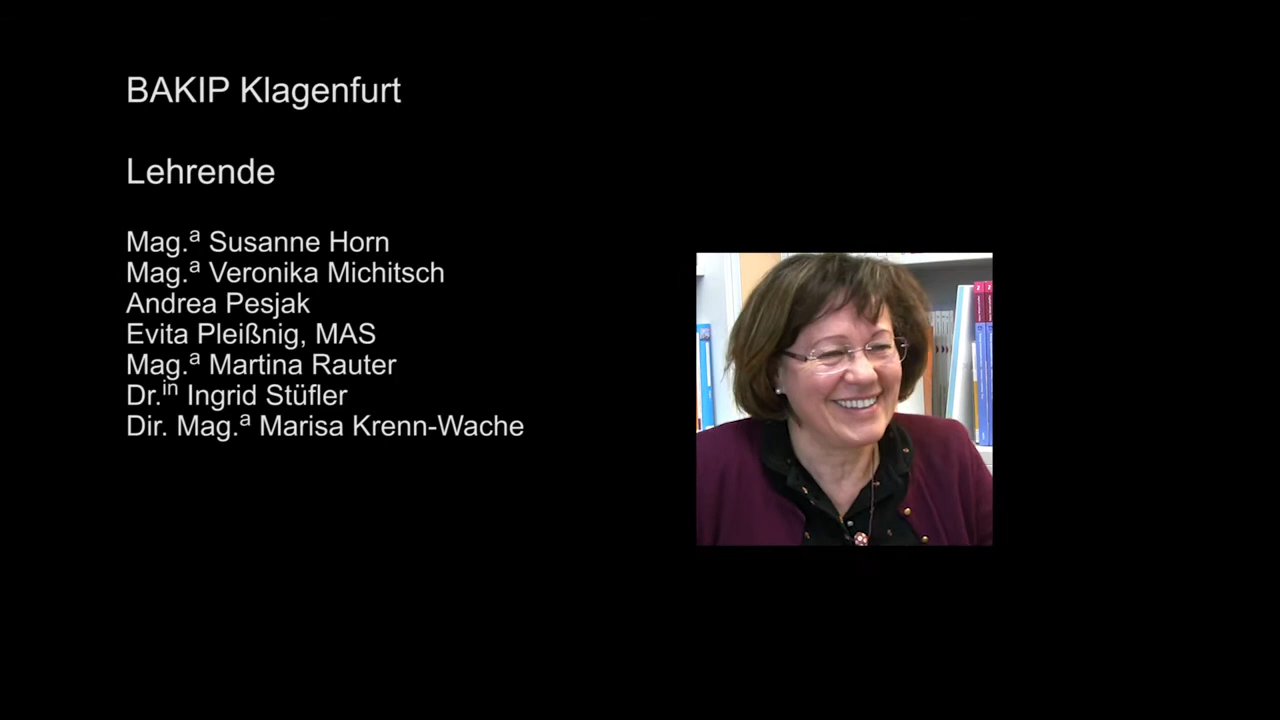 BAKIP Klagenfurt
Lehrende
Mag.ª Susanne Horn
Mag.ª Veronika Michitsch
Andrea Pesjak
Evita Pleißnig, MAS
Mag.ª Martina Rauter
Dr.ⁱⁿ Ingrid Stüfler
Dir. Mag.ª Marisa Krenn-Wache